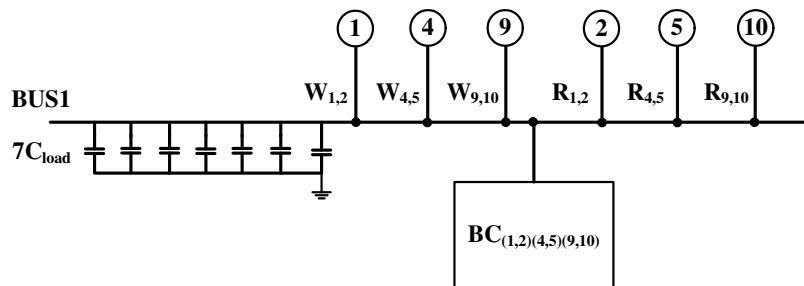 1 4 9 2 5 10
W1,2 W4,5 W9,10 R1,2 R4,5 R9,10
BUS1
7Cload
BC(1,2)(4,5)(9,10)